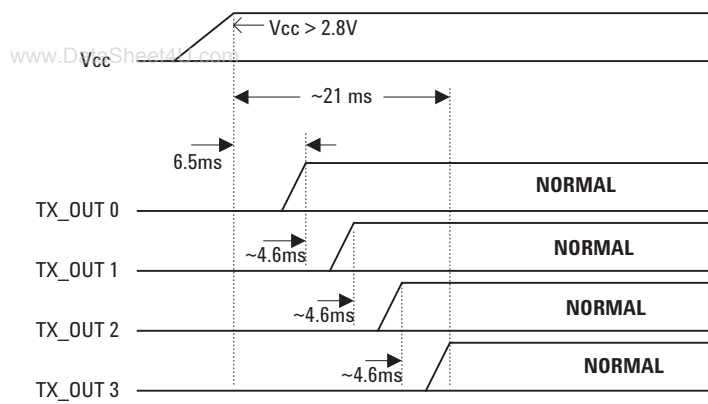 Vcc > 2.8V
www.DataSheet4U.com
Vcc
~21 ms
6.5ms
NORMAL
TX_OUT 0
~4.6ms
NORMAL
TX_OUT 1
~4.6ms
NORMAL
TX_OUT 2
~4.6ms
NORMAL
TX_OUT 3